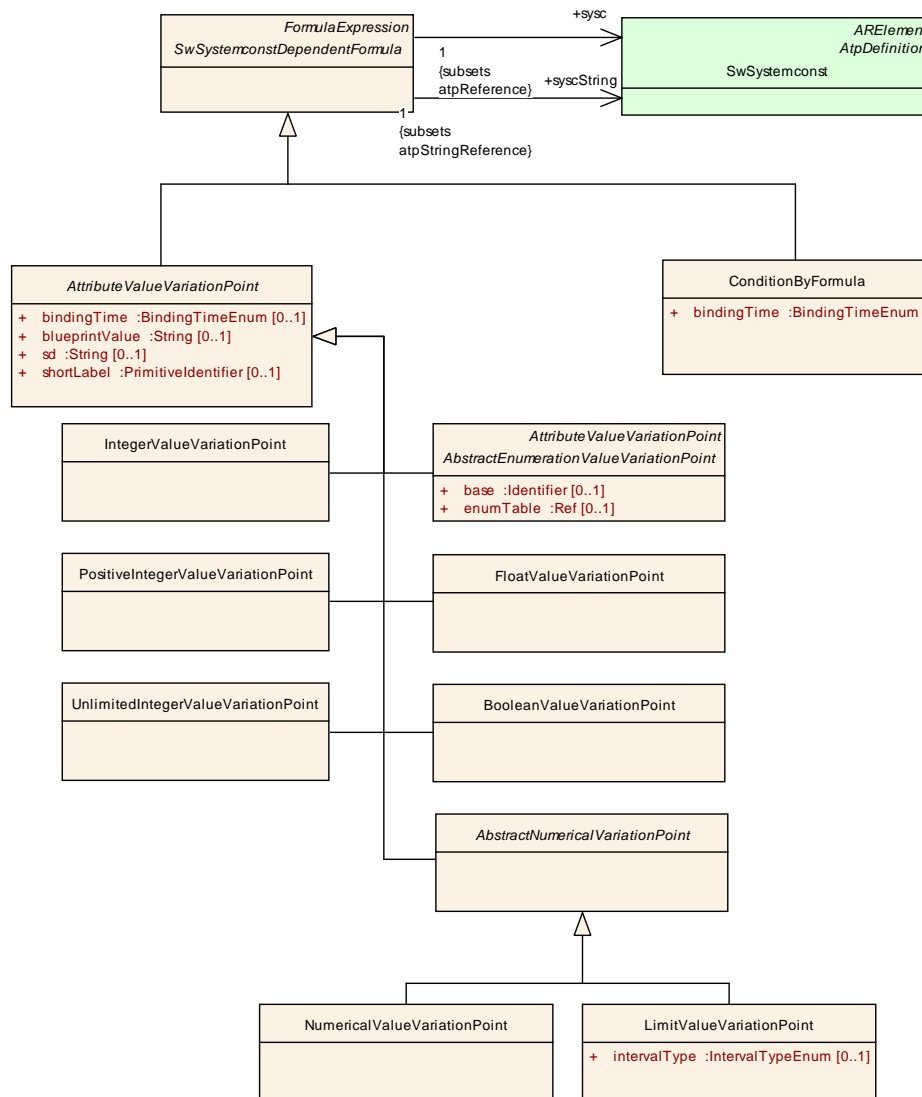 FormulaExpression
SwSystemconstDependentFormula
+sysc
1
{subsets
atpReference}
+syscString
1
{subsets
atpStringReference}
ARElemen
AtpDefinition
SwSystemconst
AttributeValueVariationPoint
+ bindingTime :BindingTimeEnum [0..1]
+ blueprintValue :String [0..1]
+ sd :String [0..1]
+ shortLabel :PrimitiveIdentifier [0..1]
ConditionByFormula
+ bindingTime :BindingTimeEnum
IntegerValueVariationPoint
AttributeValueVariationPoint
AbstractEnumerationValueVariationPoint
+ base :Identifier [0..1]
+ enumTable :Ref [0..1]
PositiveIntegerValueVariationPoint
FloatValueVariationPoint
UnlimitedIntegerValueVariationPoint
BooleanValueVariationPoint
AbstractNumericalVariationPoint
NumericalValueVariationPoint
LimitValueVariationPoint
+ intervalType :IntervalTypeEnum [0..1]